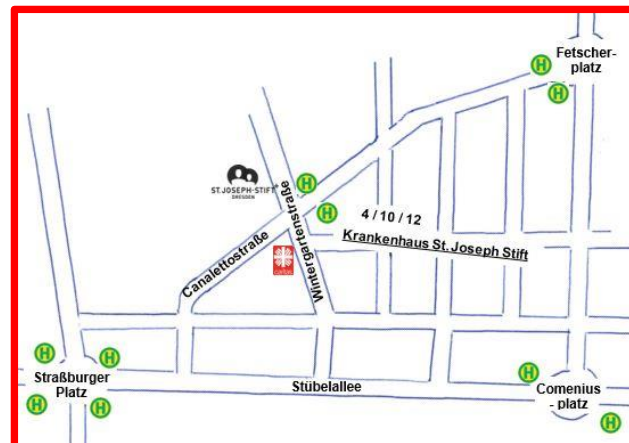 Fetscher-
platz
H
H
ST. JOSEPH-STIFT
DRESDEN
H
H
4 / 10 / 12
Krankenhaus St. Joseph Stift
Wintergartenstraße
Canalettostraße
caritas
H
H
Straßburger
Platz
H
H
Stübelallee
H
Comenius
- platz
H